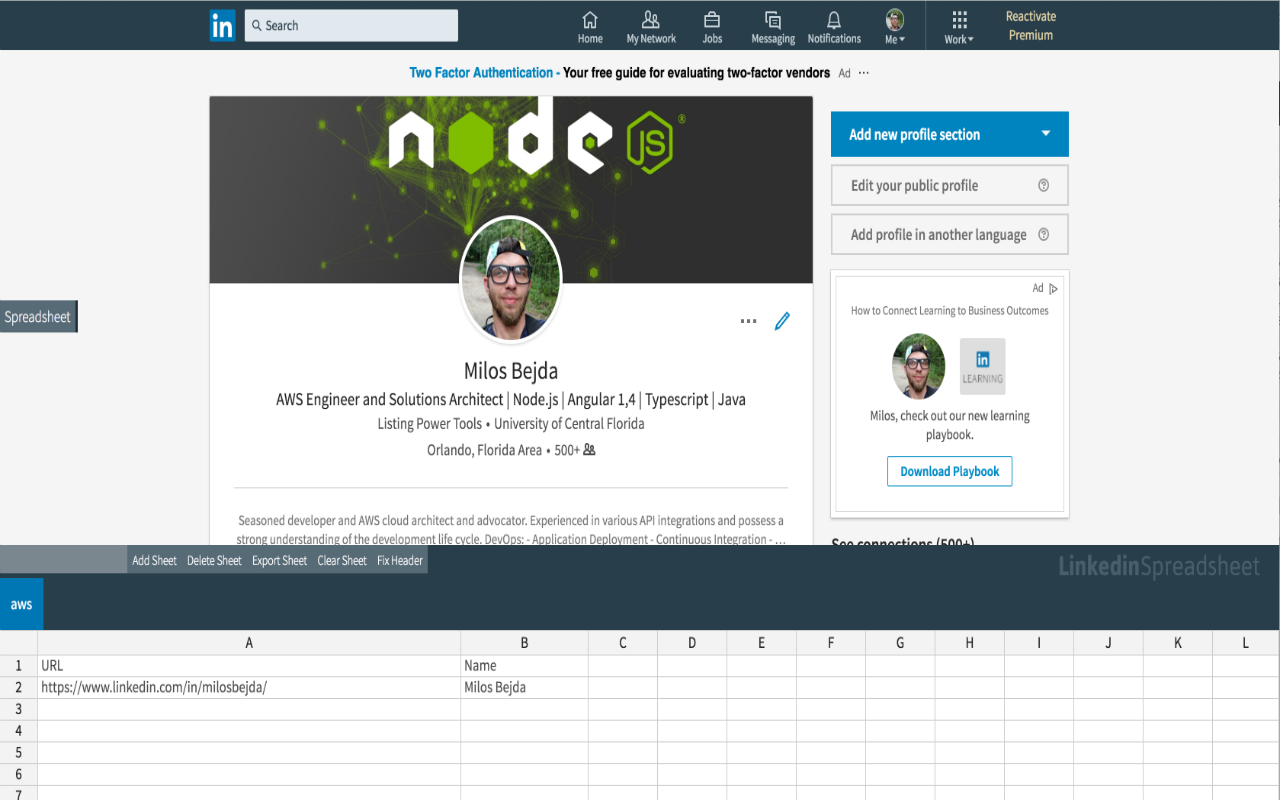 in
Search
Home
My Network
Jobs
Messaging
Notifications
Me
Work
Reactivate
Premium
Two Factor Authentication - Your free guide for evaluating two-factor vendors Ad ...
node JS ®
Add new profile section
Edit your public profile
Add profile in another language
Spreadsheet
Milos Bejda
AWS Engineer and Solutions Architect | Node.js | Angular 1,4 | Typescript | Java
Listing Power Tools • University of Central Florida
Orlando, Florida Area • 500+
Seasoned developer and AWS cloud architect and advocator. Experienced in various API integrations and possess a
strong understanding of the development life cycle. DevOps: - Application Deployment - Continuous Integration - ...
Ad
How to Connect Learning to Business Outcomes
in
LEARNING
Milos, check out our new learning
playbook.
Download Playbook
See connections (500+)
Add Sheet Delete Sheet Export Sheet Clear Sheet Fix Header
LinkedinSpreadsheet
aws
A B C D E F G H I J K L
1 URL Name
2 https://www.linkedin.com/in/milosbejda/ Milos Bejda
3
4
5
6
7